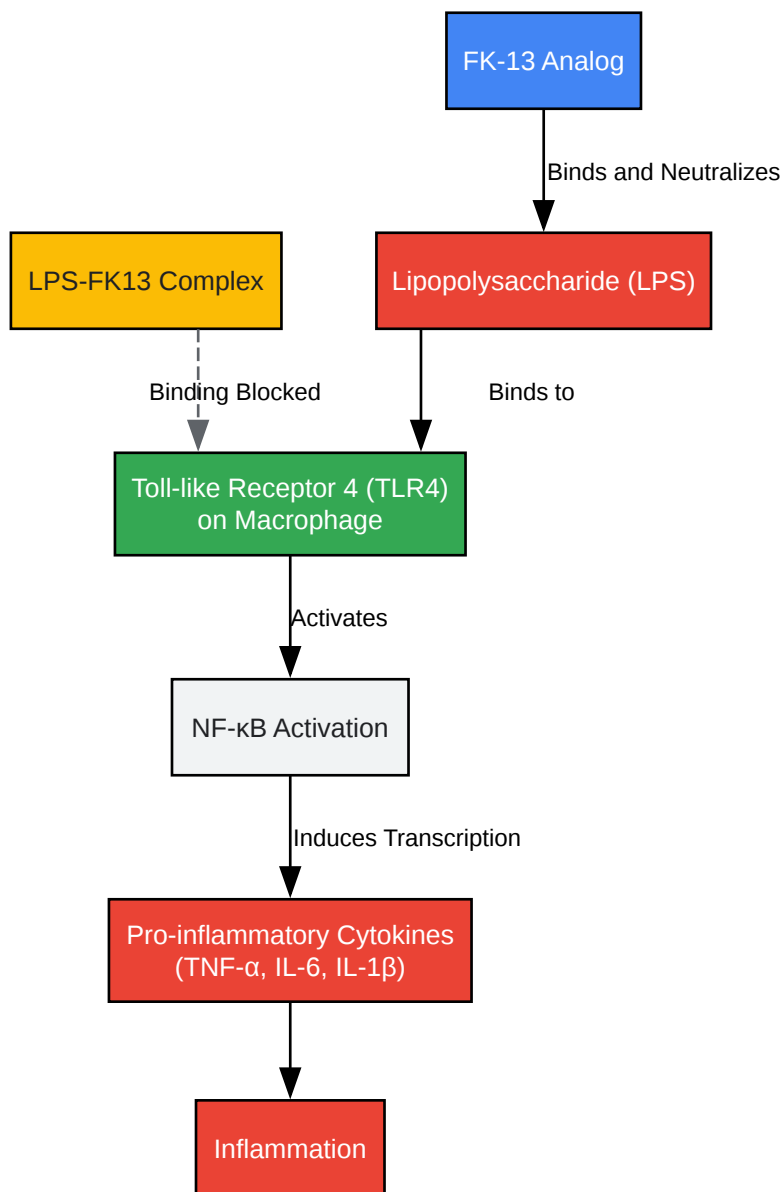 FK-13 Analog
Binds and Neutralizes
LPS-FK13 Complex
Lipopolysaccharide (LPS)
Binding Blocked
Binds to
Toll-like Receptor 4 (TLR4)
on Macrophage
Activates
NF-κB Activation
Induces Transcription
Pro-inflammatory Cytokines
(TNF-α, IL-6, IL-1β)
Inflammation